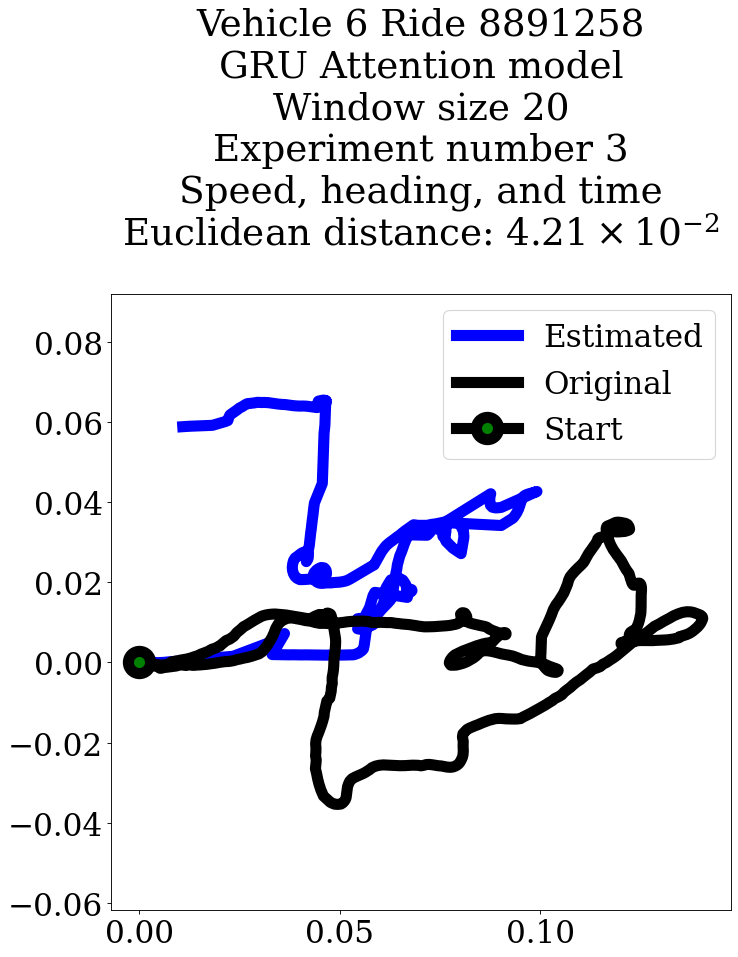 Vehicle 6 Ride 8891258
GRU Attention model
Window size 20
Experiment number 3
Speed, heading, and time
Euclidean distance: 4.21 × 10⁻²
Estimated
Original
Start
0.08
0.06
0.04
0.02
0.00
−0.02
−0.04
−0.06
0.00 0.05 0.10